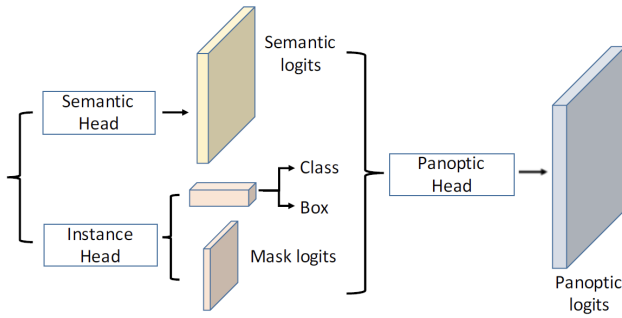 Semantic
logits
Semantic
Head
Class
Box
Instance
Head
Mask logits
Panoptic
Head
Panoptic
logits